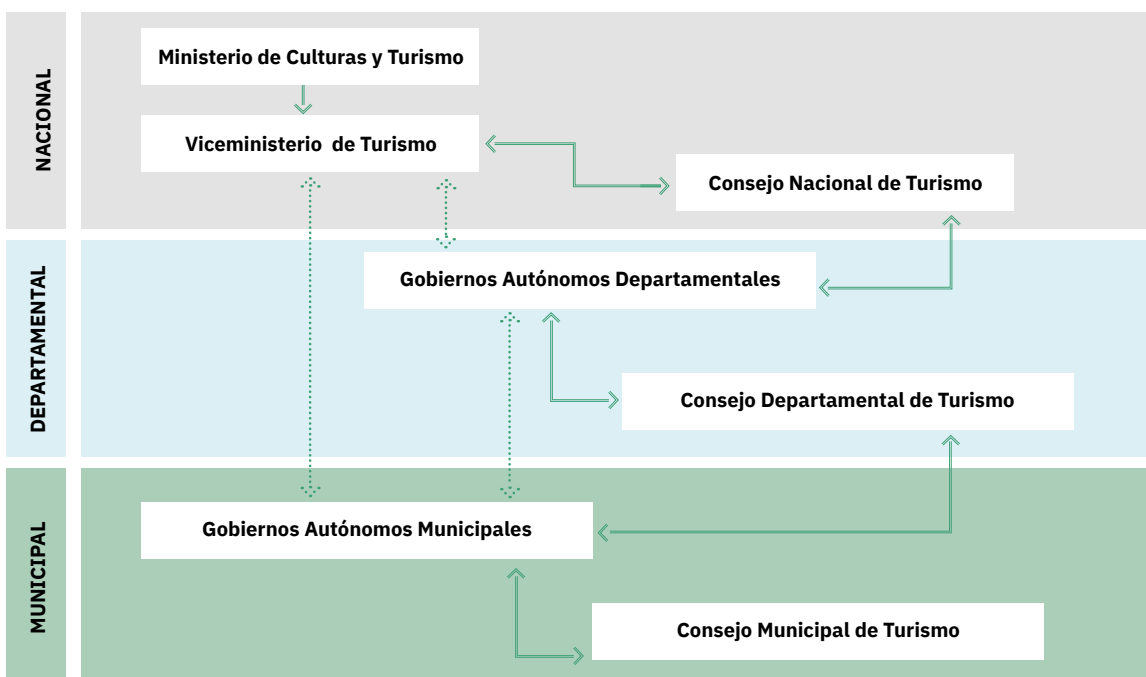 NACIONAL
Ministerio de Culturas y Turismo
Viceministerio de Turismo
Consejo Nacional de Turismo
DEPARTAMENTAL
Gobiernos Autónomos Departamentales
Consejo Departamental de Turismo
MUNICIPAL
Gobiernos Autónomos Municipales
Consejo Municipal de Turismo